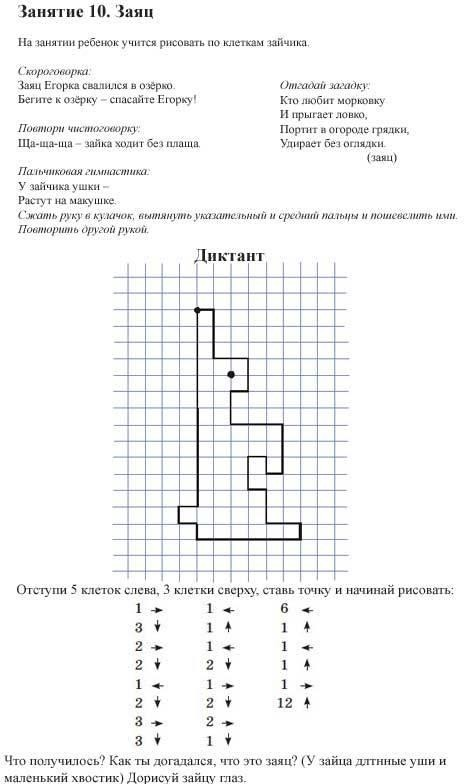 Занятие 10. Заяц
На занятии ребенок учится рисовать по клеткам зайчика.
Скороговорка:
Заяц Егорка свалился в озёрко.
Бегите к озёрку – спасайте Егорку!
Повтори чистоговорку:
Ща-ща-ща – зайка ходит без плаща.
Отгадай загадку:
Кто любит морковку
И прыгает ловко,
Портит в огороде грядки,
Удирает без оглядки.
(заяц)
Пальчиковая гимнастика:
У зайчика ушки –
Растут на макушке.
Сжать руку в кулачок, вытянуть указательный и средний пальцы и пошевелить ими.
Повторить другой рукой.
Диктант
Отступи 5 клеток слева, 3 клетки сверху, ставь точку и начинай рисовать:
1 →
3 ↓
2 →
2 ↓
1 ←
2 ↓
3 →
3 ↓
1 ←
1 ↑
1 ←
2 ↓
1 →
2 ↓
2 →
1 ↓
6 ←
1 ↑
1 ←
1 ↑
1 →
12 ↑
Что получилось? Как ты догадался, что это заяц? (У зайца длтнные уши и
маленький хвостик) Дорисуй зайцу глаз.